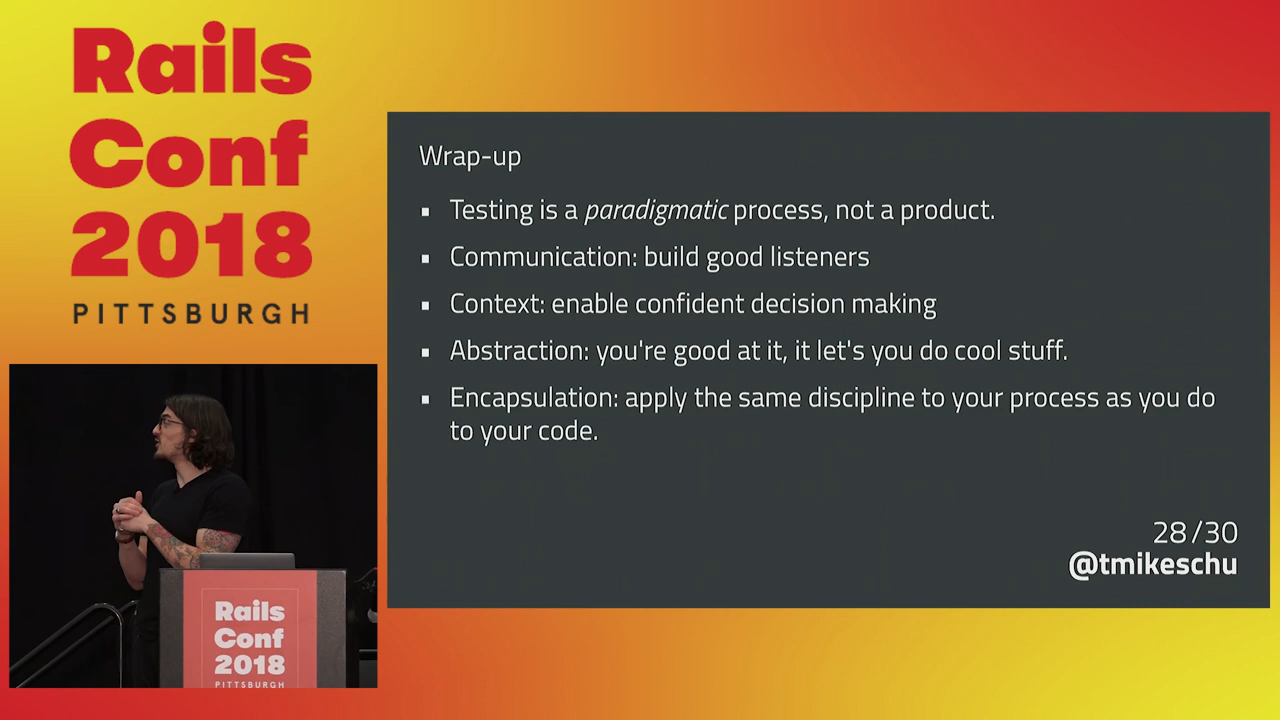 Rails
Conf
2018
PITTSBURGH
Wrap-up
▪ Testing is a paradigmatic process, not a product.
▪ Communication: build good listeners
▪ Context: enable confident decision making
▪ Abstraction: you're good at it, it let's you do cool stuff.
▪ Encapsulation: apply the same discipline to your process as you do
to your code.
28/30
@tmikeschu
Rails
Conf
2018
PITTSBURGH